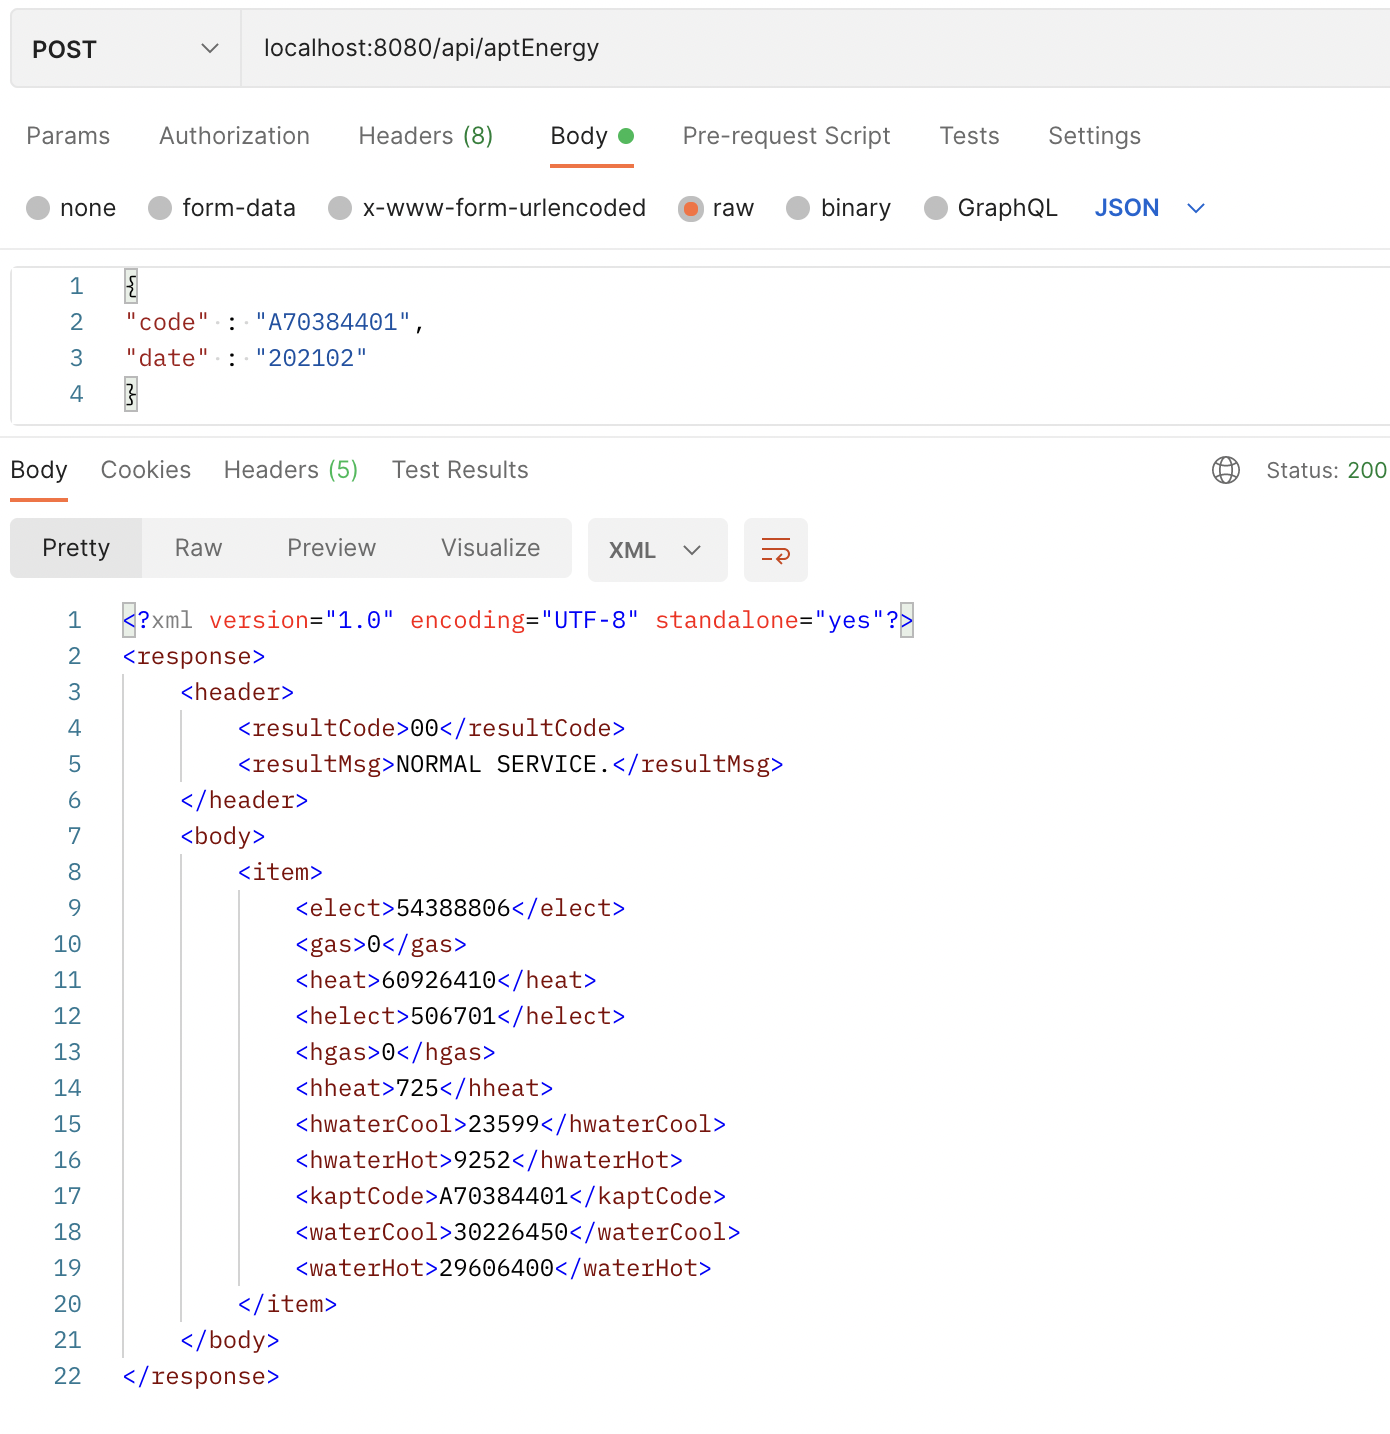 POST localhost:8080/api/aptEnergy
Params Authorization Headers (8) Body Pre-request Script Tests Settings
none form-data x-www-form-urlencoded raw binary GraphQL JSON
1 {
2 "code" : "A70384401",
3 "date" : "202102"
4 }
Body Cookies Headers (5) Test Results Status: 200
Pretty Raw Preview Visualize XML
1 <?xml version="1.0" encoding="UTF-8" standalone="yes"?>
2 <response>
3 <header>
4 <resultCode>00</resultCode>
5 <resultMsg>NORMAL SERVICE.</resultMsg>
6 </header>
7 <body>
8 <item>
9 <elect>54388806</elect>
10 <gas>0</gas>
11 <heat>60926410</heat>
12 <helect>506701</helect>
13 <hgas>0</hgas>
14 <hheat>725</hheat>
15 <hwaterCool>23599</hwaterCool>
16 <hwaterHot>9252</hwaterHot>
17 <kaptCode>A70384401</kaptCode>
18 <waterCool>30226450</waterCool>
19 <waterHot>29606400</waterHot>
20 </item>
21 </body>
22 </response>